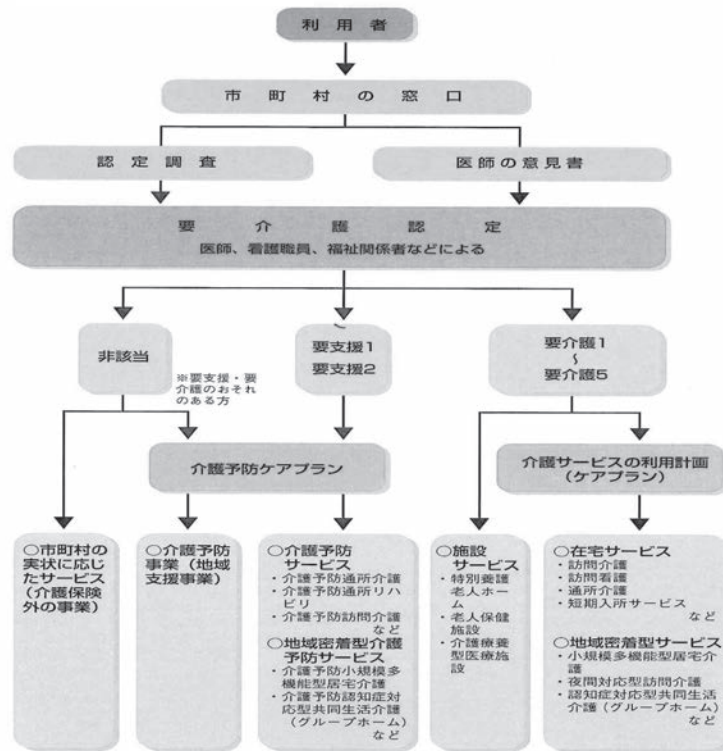 利用者
市町村の窓口
認定調査
医師の意見書
要介護認定
医師、看護職員、福祉関係者などによる
非該当
※要支援・要
介護のおそれ
のある方
要支援1
要支援2
要介護1
〜
要介護5
介護予防ケアプラン
介護サービスの利用計画
(ケアプラン)
○市町村の
実状に応じ
たサービス
(介護保険
外の事業)
○介護予防
事業(地域
支援事業)
○介護予防
サービス
・介護予防通所介護
・介護予防通所リハ
ビリ
・介護予防訪問介護
など
○地域密着型介護
予防サービス
・介護予防小規模多
機能型居宅介護
・介護予防認知症対
応型共同生活介護
(グループホーム)
など
○施設
サービス
・特別養護
老人ホー
ム
・老人保健
施設
・介護療養
型医療施
設
○在宅サービス
・訪問介護
・訪問看護
・通所介護
・短期入所サービス
など
○地域密着型サービス
・小規模多機能型居宅介
護
・夜間対応型訪問介護
・認知症対応型共同生活
介護(グループホーム)
など